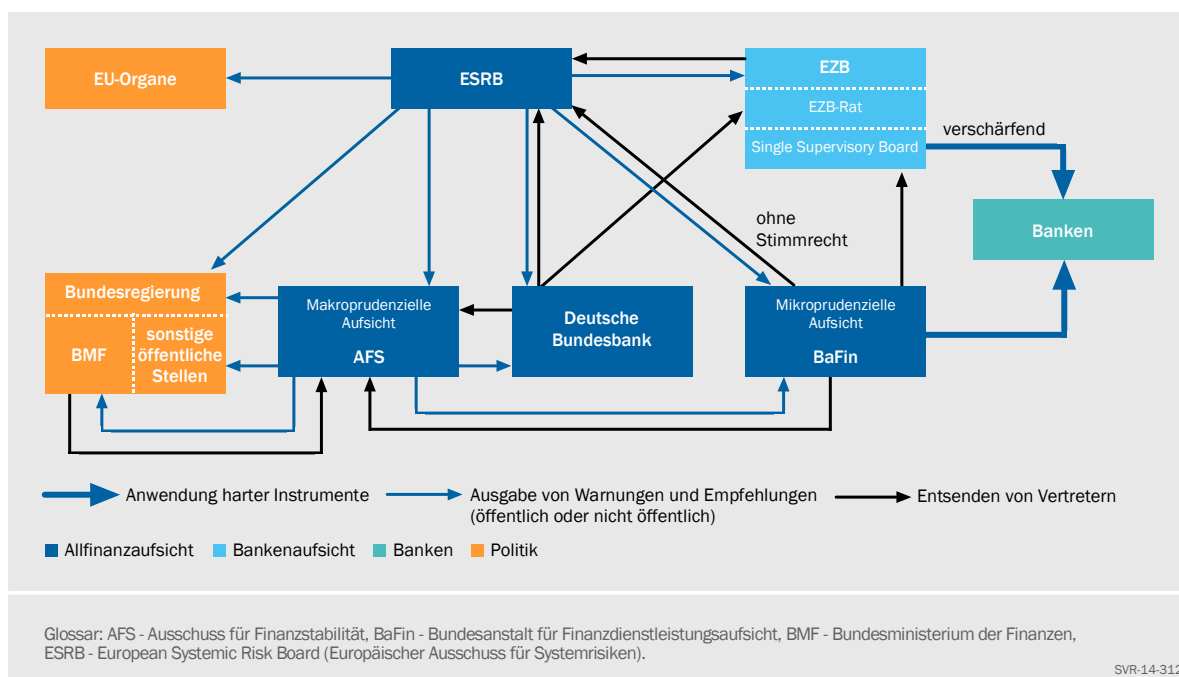 EU-Organe
ESRB
EZB
EZB-Rat
Single Supervisory Board
verschärfend
Banken
ohne
Stimmrecht
Bundesregierung
BMF
sonstige
öffentliche
Stellen
Makroprudenzielle
Aufsicht
AFS
Deutsche
Bundesbank
Mikroprudenzielle
Aufsicht
BaFin
Anwendung harter Instrumente
Ausgabe von Warnungen und Empfehlungen
(öffentlich oder nicht öffentlich)
Entsenden von Vertretern
Allfinanzaufsicht
Bankenaufsicht
Banken
Politik
Glossar: AFS - Ausschuss für Finanzstabilität, BaFin - Bundesanstalt für Finanzdienstleistungsaufsicht, BMF - Bundesministerium der Finanzen,
ESRB - European Systemic Risk Board (Europäischer Ausschuss für Systemrisiken).
SVR-14-312